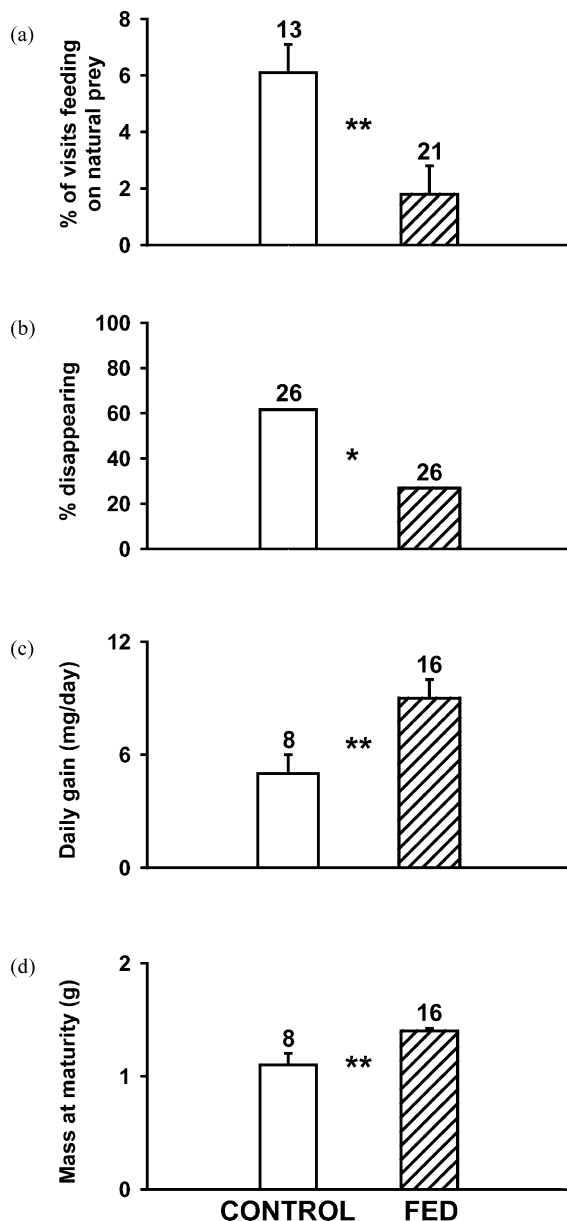 (a)
% of visits feeding
on natural prey
8
6
4
2
0
13
**
21
(b)
% disappearing
100
80
60
40
20
0
26
*
26
(c)
Daily gain (mg/day)
12
6
0
8
**
16
(d)
Mass at maturity (g)
2
1
0
8
**
16
CONTROL FED